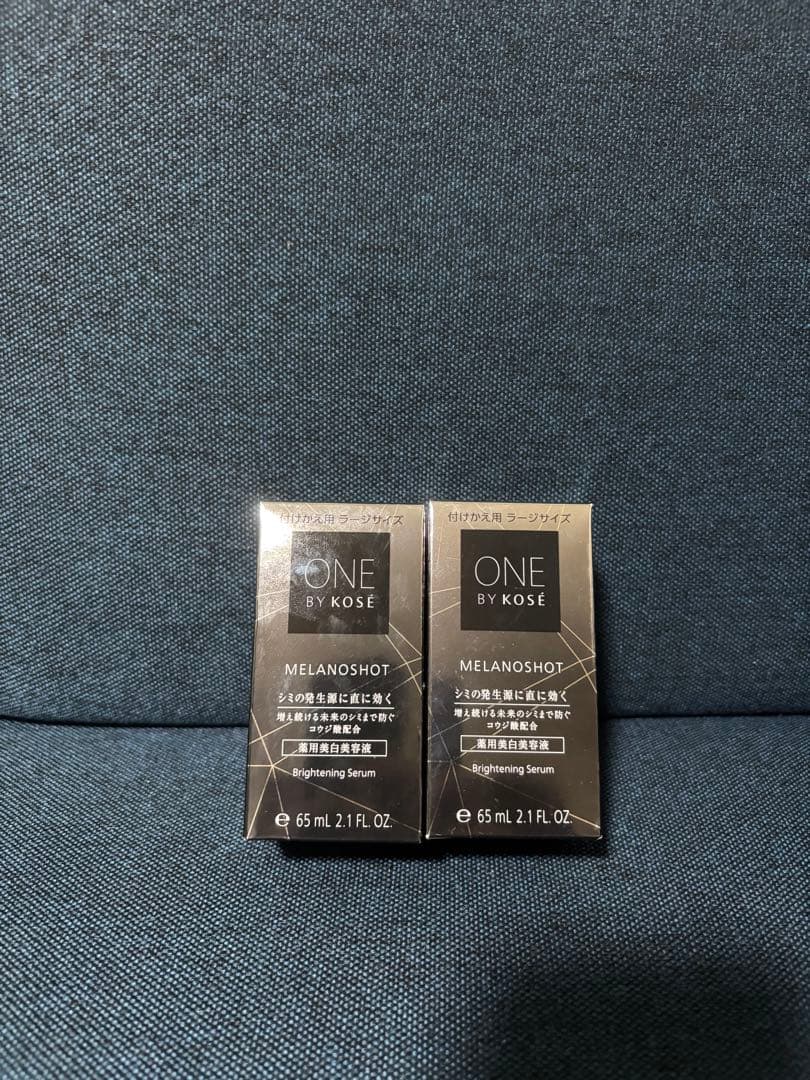 付けかえ用 ラージサイズ
ONE
BY KOSÉ
MELANOSHOT
シミの発生源に直に効く
増え続ける未来のシミまで防ぐ
コウジ酸配合
薬用美白美容液
Brightening Serum
e 65 mL 2.1 FL. OZ.
付けかえ用 ラージサイズ
ONE
BY KOSÉ
MELANOSHOT
シミの発生源に直に効く
増え続ける未来のシミまで防ぐ
コウジ酸配合
薬用美白美容液
Brightening Serum
e 65 mL 2.1 FL. OZ.